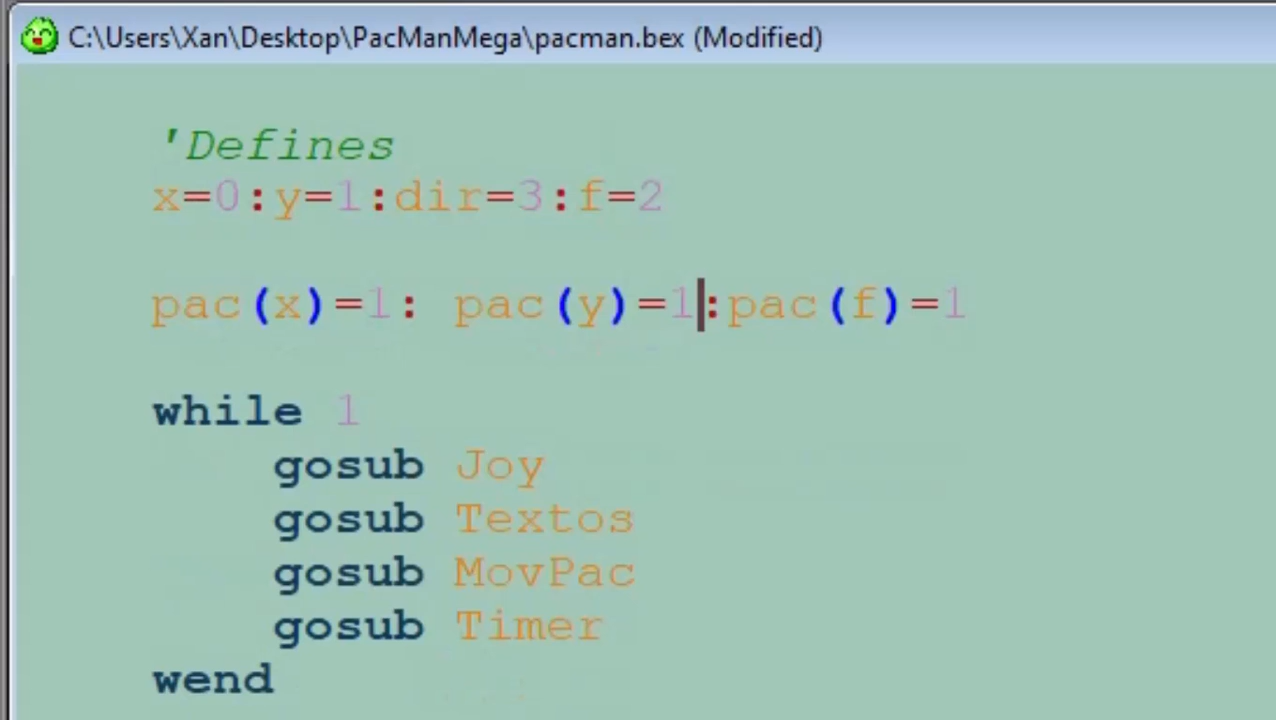 C:\Users\Xan\Desktop\PacManMega\pacman.bex (Modified)
'Defines
x=0:y=1:dir=3:f=2
pac(x)=1: pac(y)=1:pac(f)=1
while 1
gosub Joy
gosub Textos
gosub MovPac
gosub Timer
wend